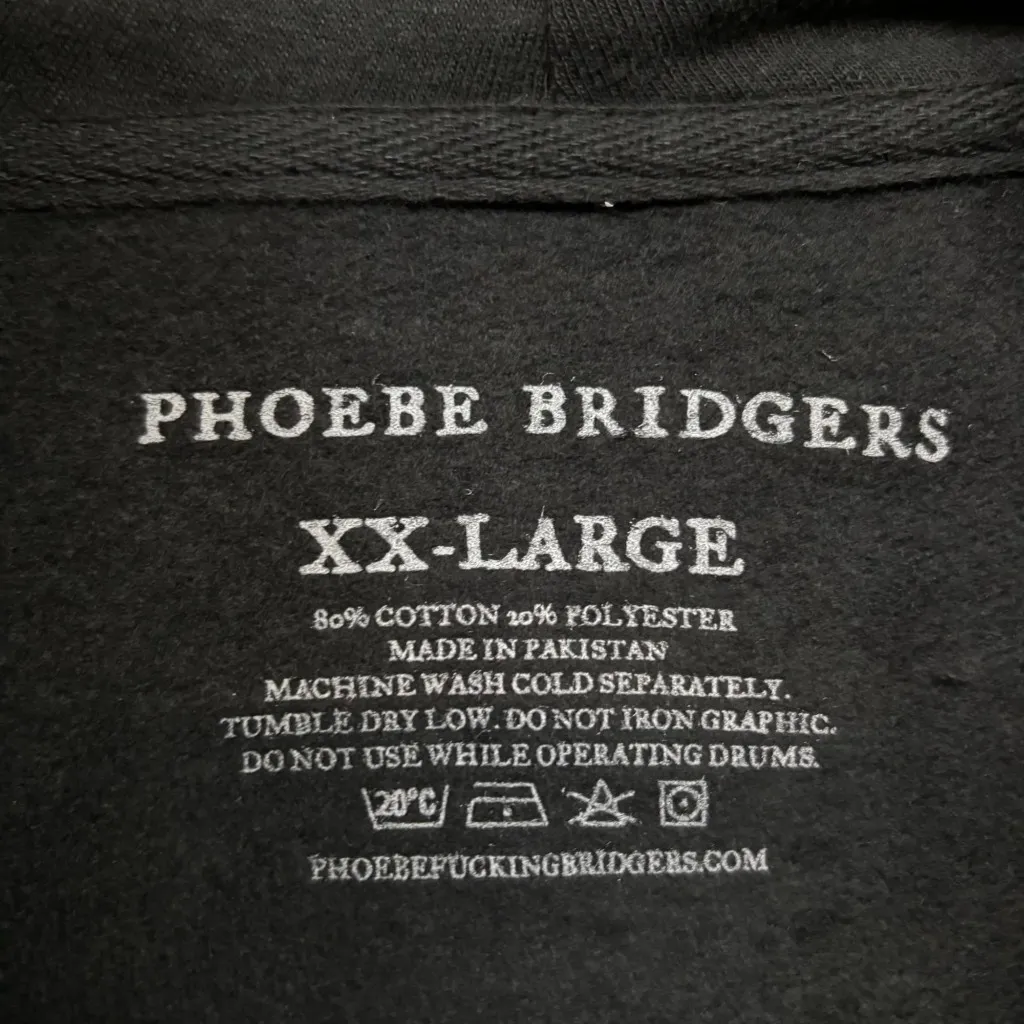 PHOEBE BRIDGERS
XX-LARGE
80% COTTON 20% POLYESTER
MADE IN PAKISTAN
MACHINE WASH COLD SEPARATELY.
TUMBLE DRY LOW. DO NOT IRON GRAPHIC.
DO NOT USE WHILE OPERATING DRUMS.
20°C
PHOEBEFUCKINGBRIDGERS.COM